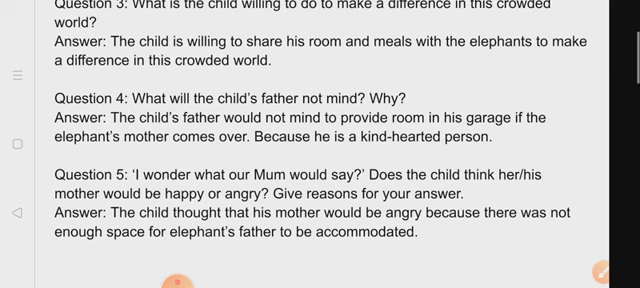 Question 3: What is the child willing to do to make a difference in this crowded
world?
Answer: The child is willing to share his room and meals with the elephants to make
a difference in this crowded world.
Question 4: What will the child's father not mind? Why?
Answer: The child's father would not mind to provide room in his garage if the
elephant's mother comes over. Because he is a kind-hearted person.
Question 5: 'I wonder what our Mum would say?' Does the child think her/his
mother would be happy or angry? Give reasons for your answer.
Answer: The child thought that his mother would be angry because there was not
enough space for elephant's father to be accommodated.